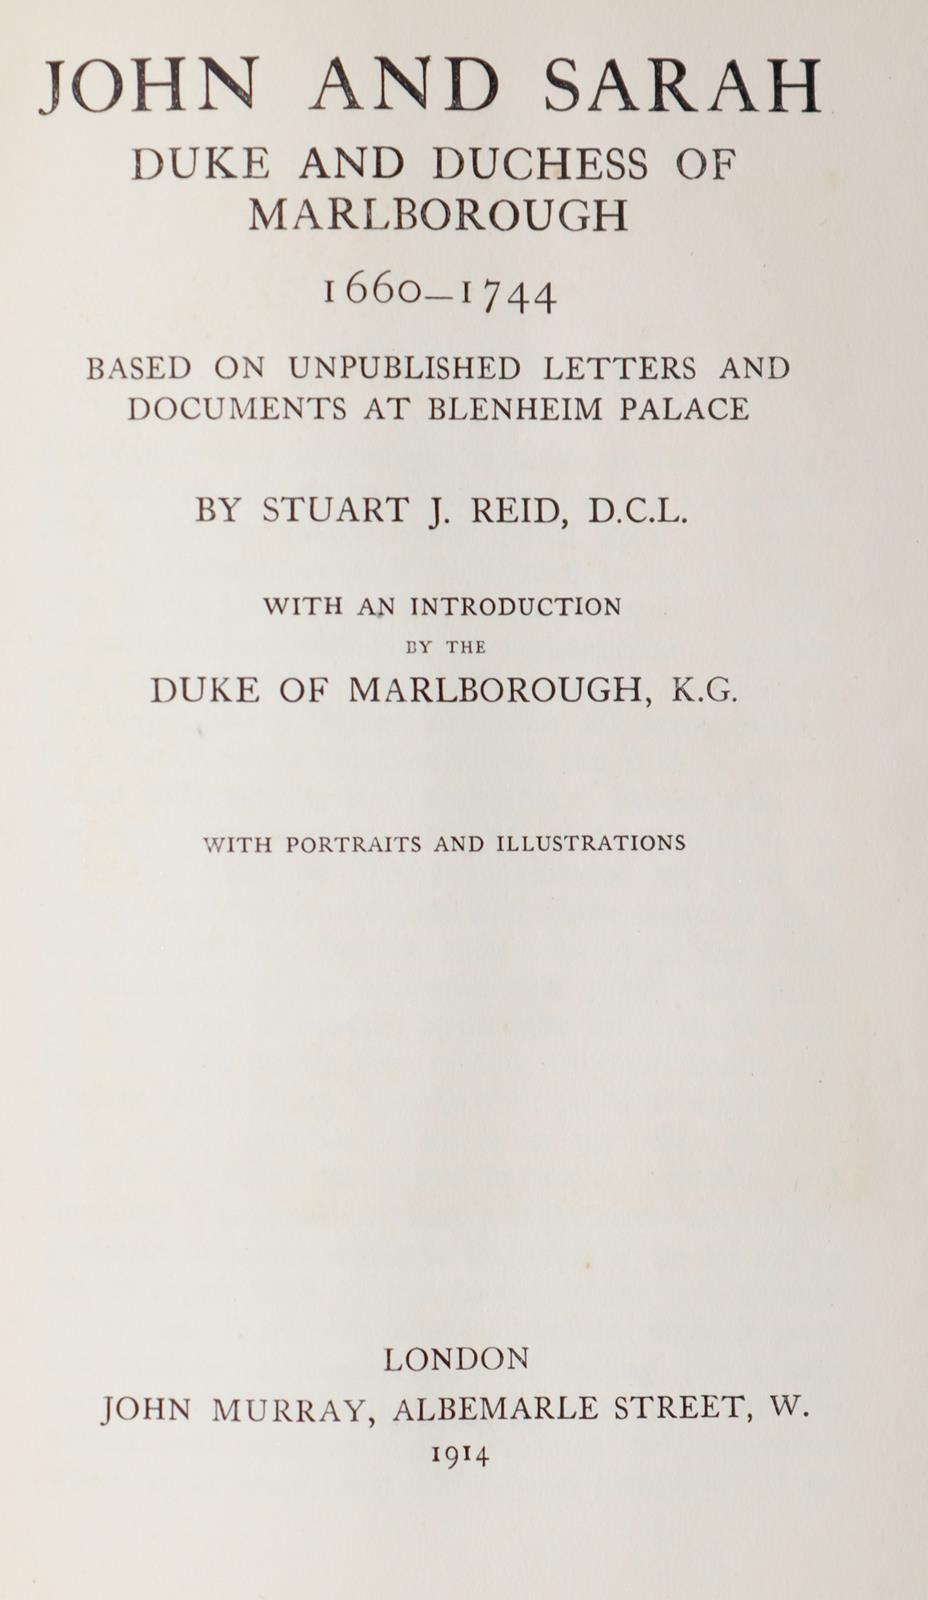 JOHN AND SARAH
DUKE AND DUCHESS OF
MARLBOROUGH
1660–1744
BASED ON UNPUBLISHED LETTERS AND
DOCUMENTS AT BLENHEIM PALACE
BY STUART J. REID, D.C.L.
WITH AN INTRODUCTION
BY THE
DUKE OF MARLBOROUGH, K.G.
WITH PORTRAITS AND ILLUSTRATIONS
LONDON
JOHN MURRAY, ALBEMARLE STREET, W.
1914